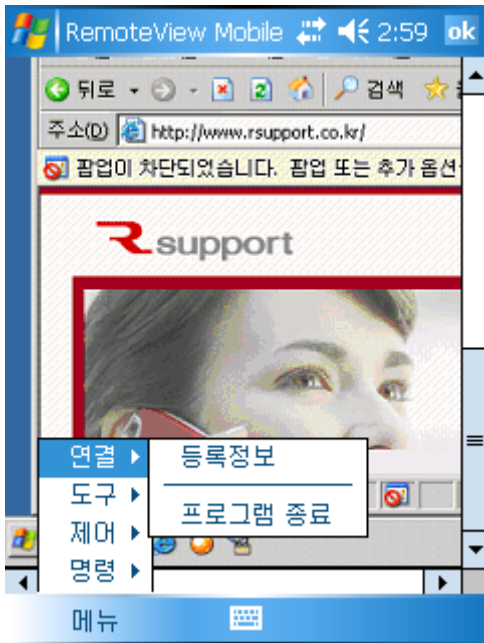 RemoteView Mobile 2:59 ok
뒤로 검색
주소(D) http://www.rsupport.co.kr/
팝업이 차단되었습니다. 팝업 또는 추가 옵션
Rsupport
연결 등록정보
도구
프로그램 종료
제어
명령
메뉴